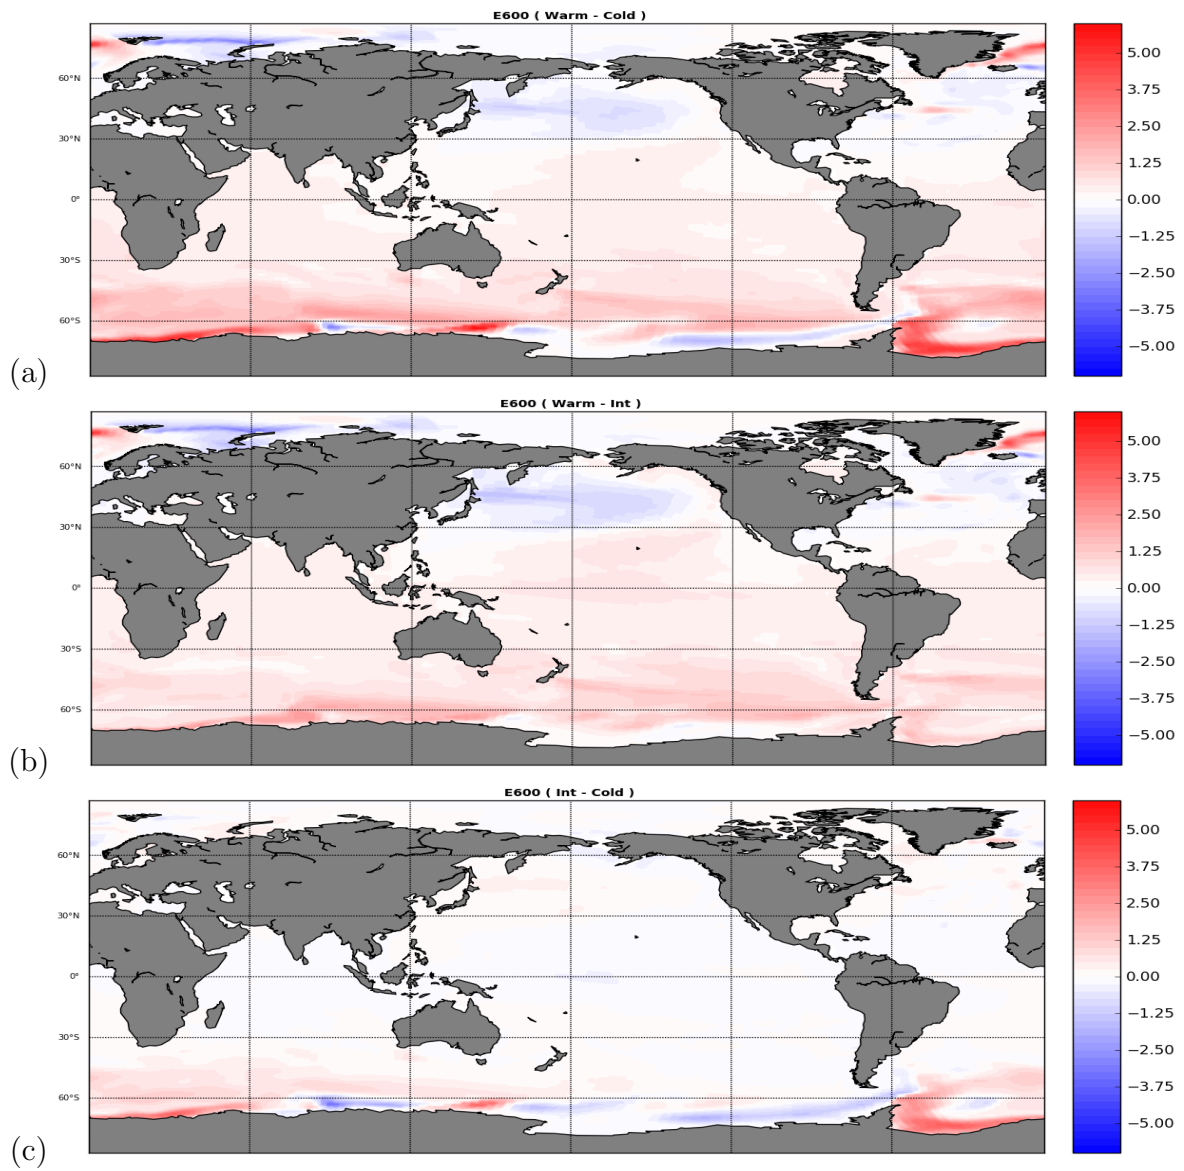 E600 ( Warm - Cold )
60°N
30°N
0°
30°S
60°S
5.00
3.75
2.50
1.25
0.00
−1.25
−2.50
−3.75
−5.00
(a)
E600 ( Warm - Int )
60°N
30°N
0°
30°S
60°S
5.00
3.75
2.50
1.25
0.00
−1.25
−2.50
−3.75
−5.00
(b)
E600 ( Int - Cold )
60°N
30°N
0°
30°S
60°S
5.00
3.75
2.50
1.25
0.00
−1.25
−2.50
−3.75
−5.00
(c)